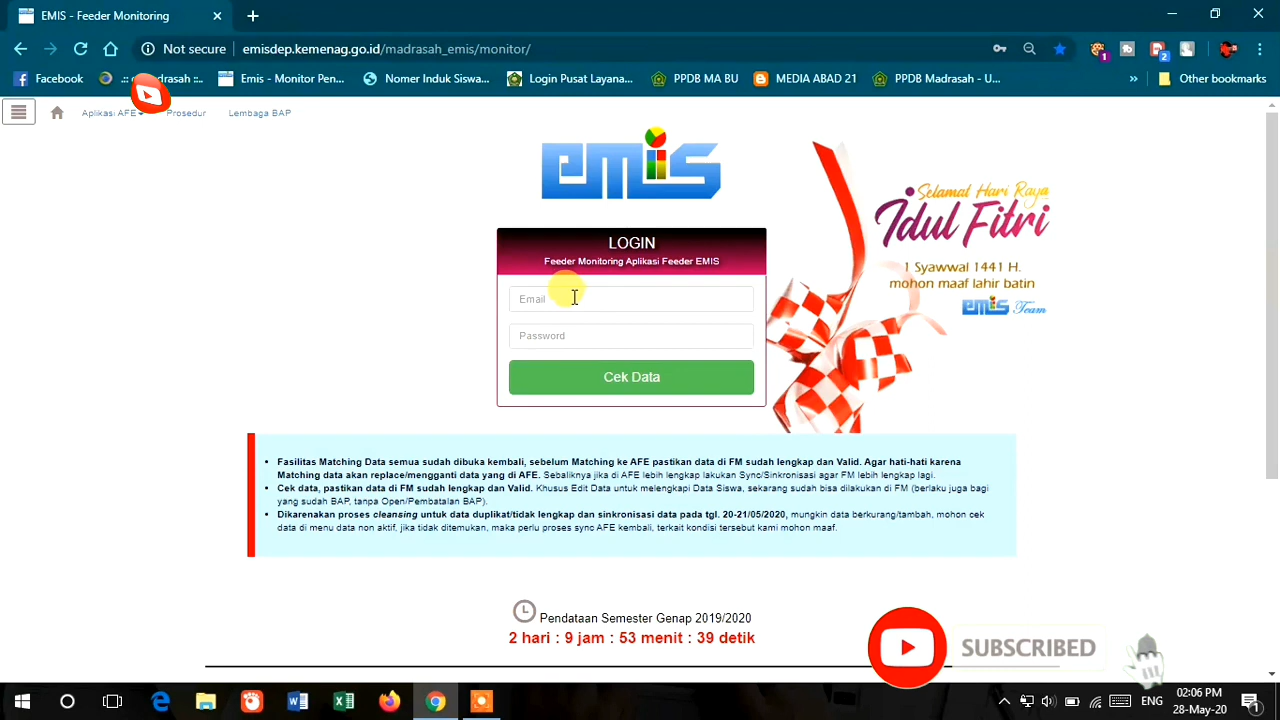 EMIS - Feeder Monitoring
Not secure
emisdep.kemenag.go.id/madrasah_emis/monitor/
1
2
Facebook
Emis - Monitor Pen...
Nomer Induk Siswa...
Login Pusat Layana...
PPDB MA BU
MEDIA ABAD 21
PPDB Madrasah - U...
»
Other bookmarks
Aplikasi AFE
Prosedur
Lembaga BAP
emis
Selamat Hari Raya
Idul Fitri
1 Syawwal 1441 H.
mohon maaf lahir batin
emis Team
LOGIN
Feeder Monitoring Aplikasi Feeder EMIS
Email
Password
Cek Data
• Fasilitas Matching Data semua sudah dibuka kembali, sebelum Matching ke AFE pastikan data di FM sudah lengkap dan Valid. Agar hati-hati karena
Matching data akan replace/mengganti data yang di AFE. Sebaliknya jika di AFE lebih lengkap lakukan Sync/Sinkronisasi agar FM lebih lengkap lagi.
• Cek data, pastikan data di FM sudah lengkap dan Valid. Khusus Edit Data untuk melengkapi Data Siswa, sekarang sudah bisa dilakukan di FM (berlaku juga bagi
yang sudah BAP, tanpa Open/Pembatalan BAP).
• Dikarenakan proses cleansing untuk data duplikat/tidak lengkap dan sinkronisasi data pada tgl. 20-21/05/2020, mungkin data berkurang/tambah, mohon cek
data di menu data non aktif, jika tidak ditemukan, maka perlu proses sync AFE kembali, terkait kondisi tersebut kami mohon maaf.
Pendataan Semester Genap 2019/2020
2 hari : 9 jam : 53 menit : 39 detik
SUBSCRIBED
ENG
02:06 PM
28-May-20
1